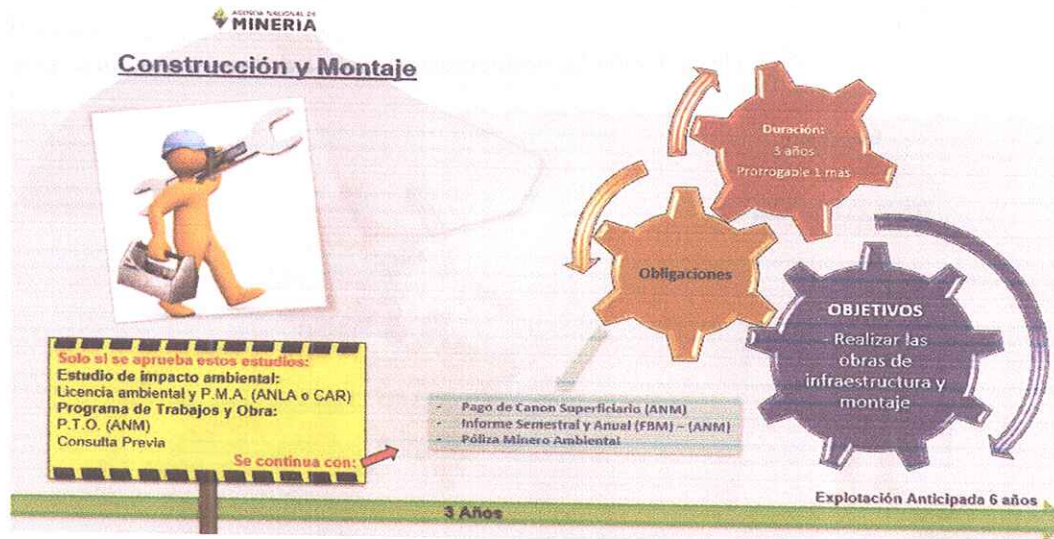 AGENCIA NACIONAL DE
MINERÍA
Construcción y Montaje
Duración:
3 años
Prorrogable 1 mas
Obligaciones
OBJETIVOS
- Realizar las
obras de
infraestructura y
montaje
Solo si se aprueba estos estudios:
Estudio de impacto ambiental:
Licencia ambiental y P.M.A. (ANLA o CAR)
Programa de Trabajos y Obra:
P.T.O. (ANM)
Consulta Previa
Se continua con:
- Pago de Canon Superficiario (ANM)
- Informe Semestral y Anual (FBM) – (ANM)
- Póliza Minero Ambiental
3 Años
Explotación Anticipada 6 años